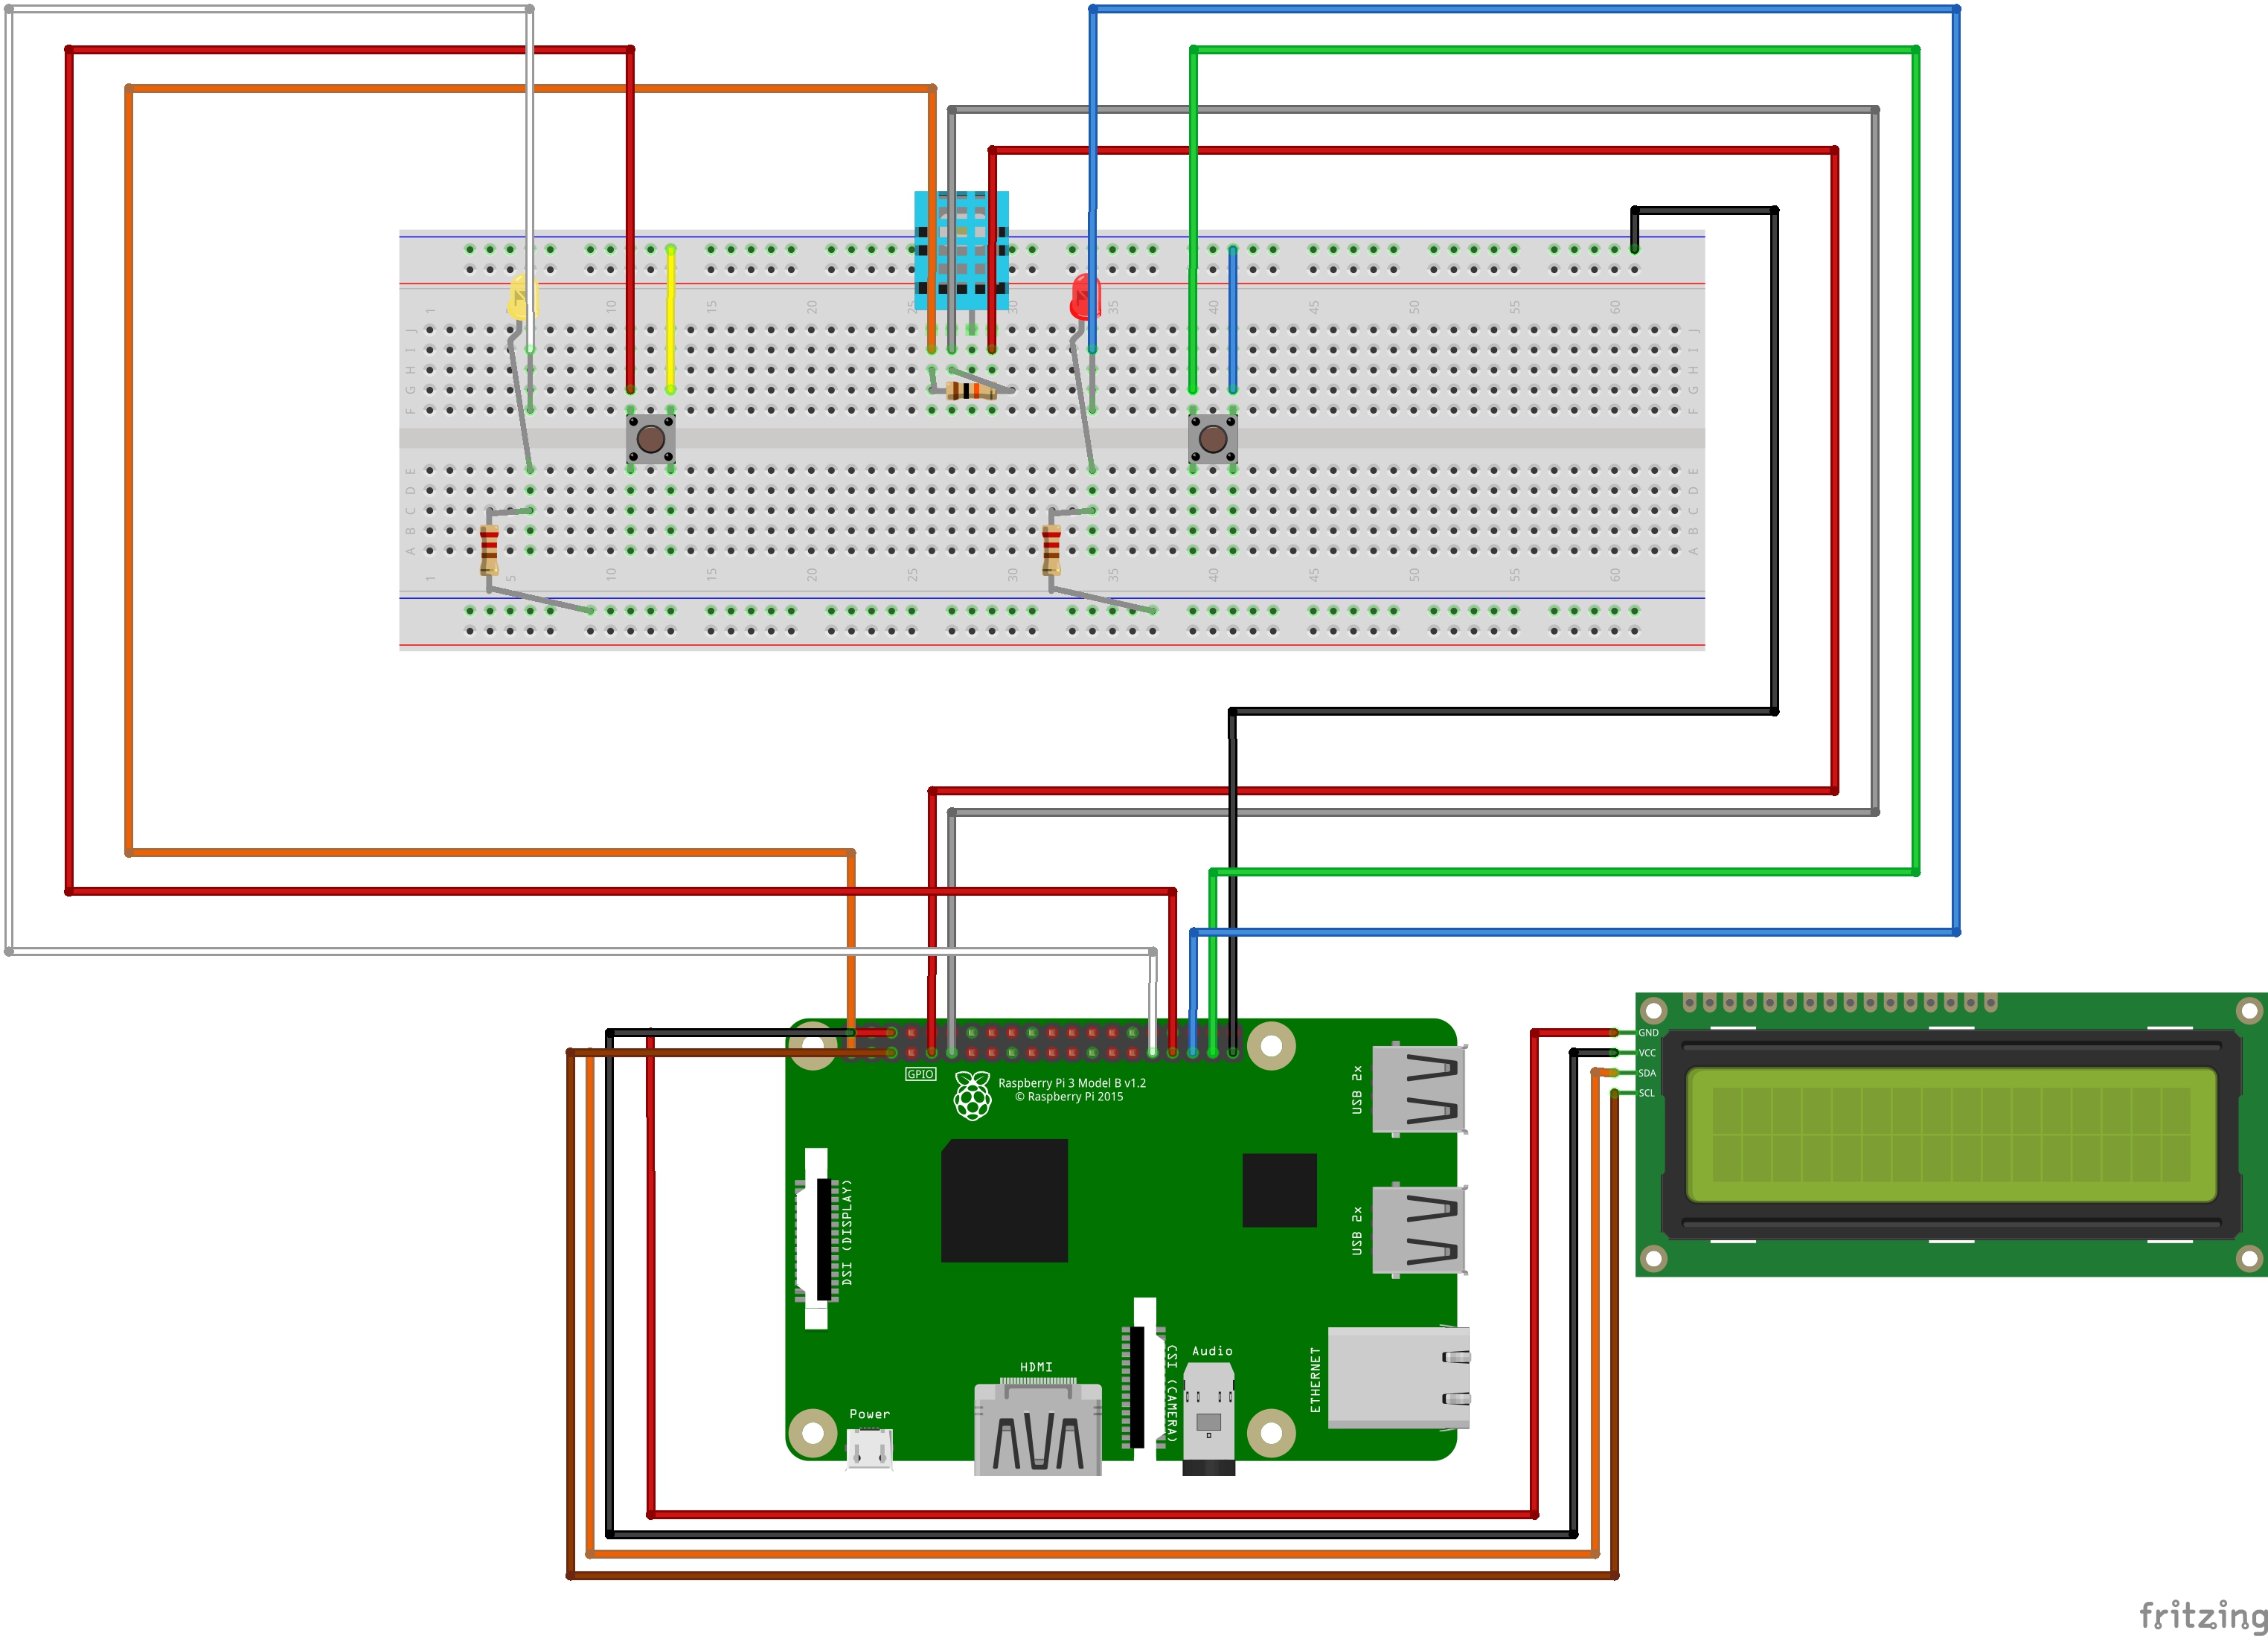 1 5 10 15 20 25 30 35 40 45 50 55 60
J J
I I
H H
G G
F F
E E
D D
C C
B B
A A
1 5 10 15 20 25 30 35 40 45 50 55 60
GND
VCC
SDA
SCL
GPIO
Raspberry Pi 3 Model B v1.2
© Raspberry Pi 2015
USB 2x
USB 2x
DSI (DISPLAY)
HDMI
CSI (CAMERA)
Audio
ETHERNET
Power
fritzing